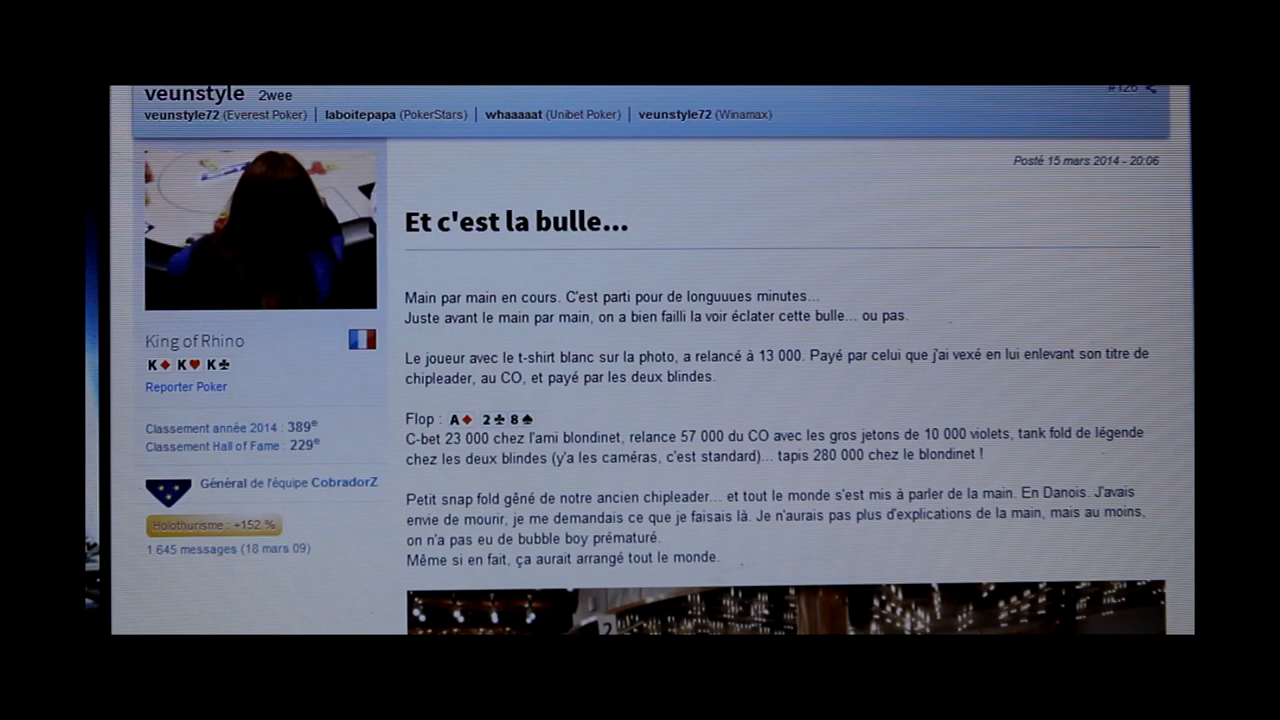 veunstyle 2wee
#126
veunstyle72 (Everest Poker) | laboitepapa (PokerStars) | whaaaaat (Unibet Poker) | veunstyle72 (Winamax)
Posté 15 mars 2014 - 20:06
Et c'est la bulle...
Main par main en cours. C'est parti pour de longuuues minutes...
Juste avant le main par main, on a bien failli la voir éclater cette bulle... ou pas.
Le joueur avec le t-shirt blanc sur la photo, a relancé à 13 000. Payé par celui que j'ai vexé en lui enlevant son titre de
chipleader, au CO, et payé par les deux blindes.
Flop : A♦ 2♣ 8♠
C-bet 23 000 chez l'ami blondinet, relance 57 000 du CO avec les gros jetons de 10 000 violets, tank fold de légende
chez les deux blindes (y'a les caméras, c'est standard)... tapis 280 000 chez le blondinet !
Petit snap fold gêné de notre ancien chipleader... et tout le monde s'est mis à parler de la main. En Danois. J'avais
envie de mourir, je me demandais ce que je faisais là. Je n'aurais pas plus d'explications de la main, mais au moins,
on n'a pas eu de bubble boy prématuré.
Même si en fait, ça aurait arrangé tout le monde.
King of Rhino
K♦ K♥ K♣
Reporter Poker
Classement année 2014 : 389e
Classement Hall of Fame : 229e
Général de l'équipe CobradorZ
Holothurisme : +152 %
1 645 messages (18 mars 09)
2